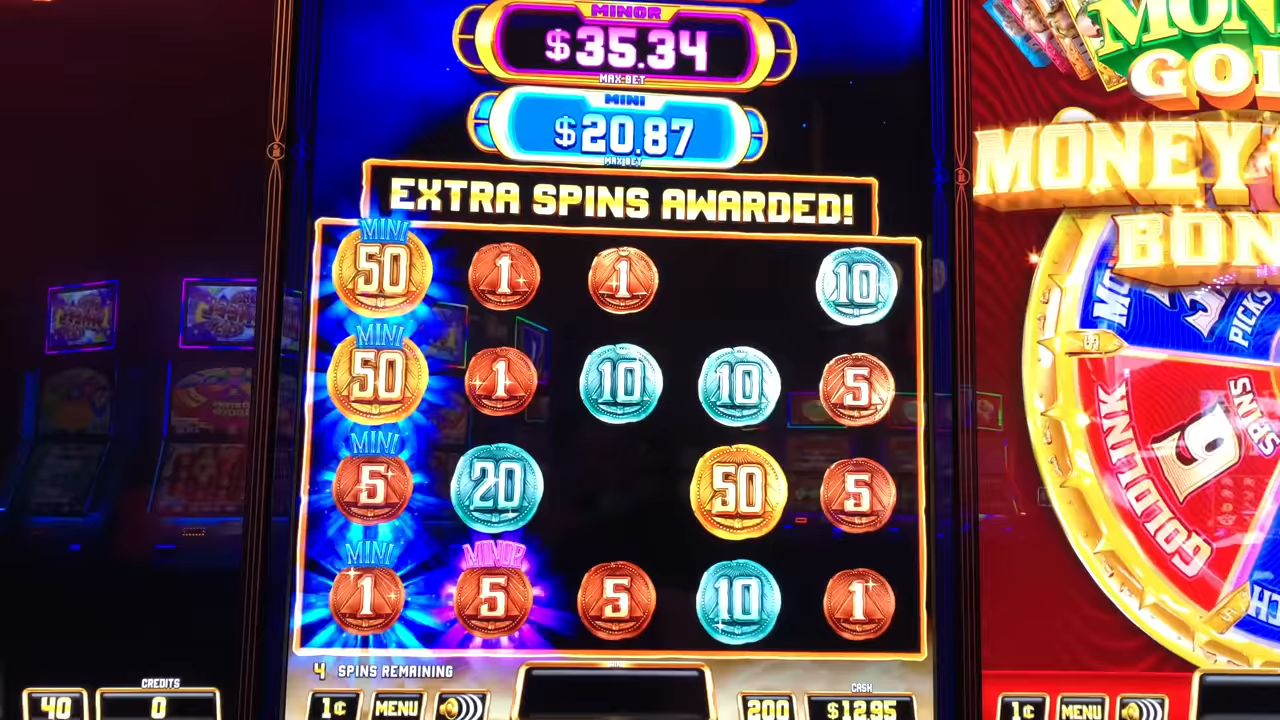 MINOR
$35.34
MAX BET
MINI
$20.87
MAX BET
EXTRA SPINS AWARDED!
MINI
50 1 1 10
MINI
50 1 10 10 5
MINI
5 20 50 5
MINI MINOR
1 5 5 10 1
4 SPINS REMAINING
CREDITS
40 0
1¢ MENU
CASH
200 $12.95
MONEY
PICKS
GOLDLINK
6
SPINS
1¢ MENU